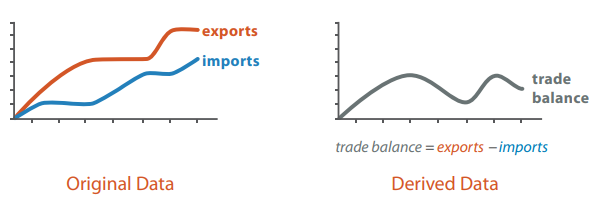 exports
imports
trade
balance
trade balance = exports – imports
Original Data
Derived Data